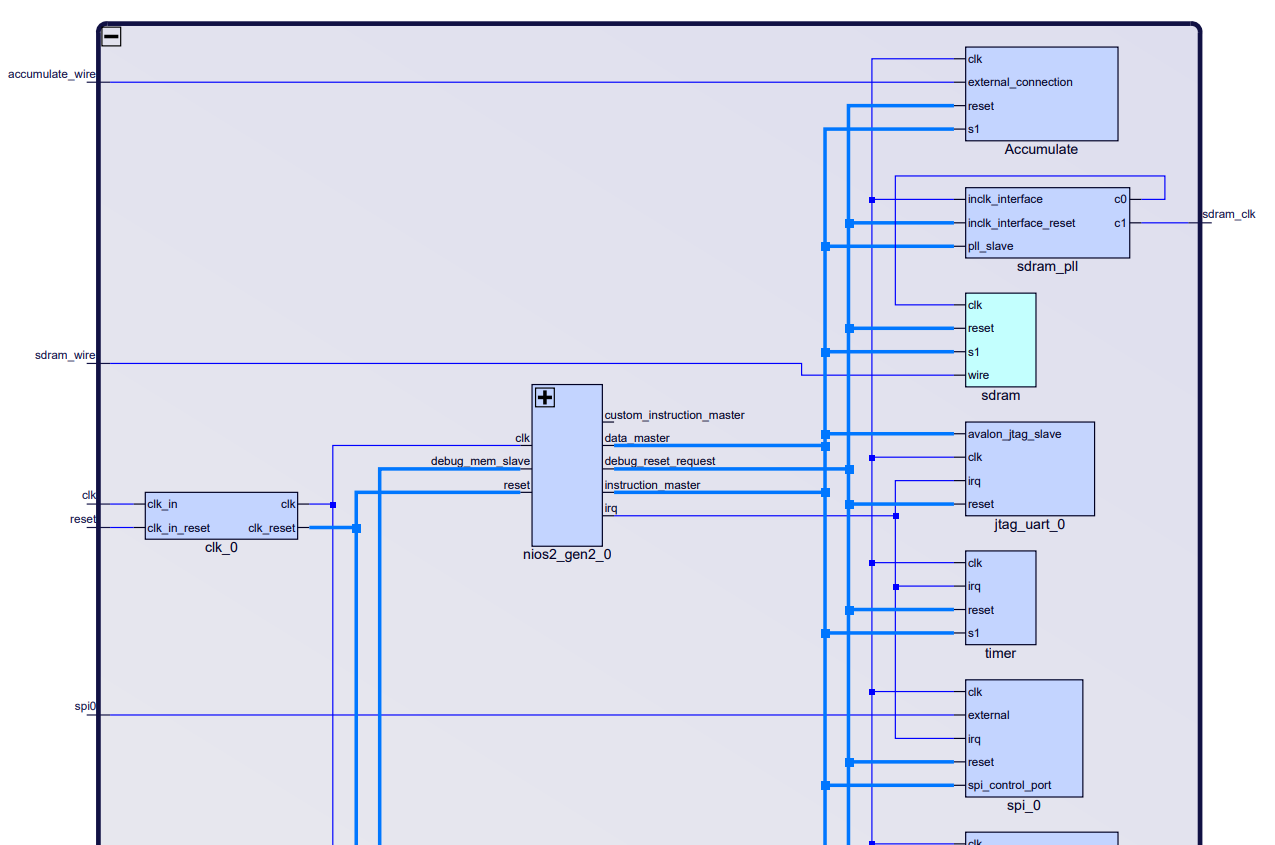 accumulate_wire
clk
external_connection
reset
s1
Accumulate
inclk_interface
c0
inclk_interface_reset
c1
pll_slave
sdram_pll
sdram_clk
clk
reset
s1
wire
sdram
sdram_wire
custom_instruction_master
clk
data_master
debug_mem_slave
debug_reset_request
reset
instruction_master
irq
nios2_gen2_0
avalon_jtag_slave
clk
irq
reset
jtag_uart_0
clk
reset
clk_in
clk
clk_in_reset
clk_reset
clk_0
clk
irq
reset
s1
timer
spi0
clk
external
irq
reset
spi_control_port
spi_0
clk